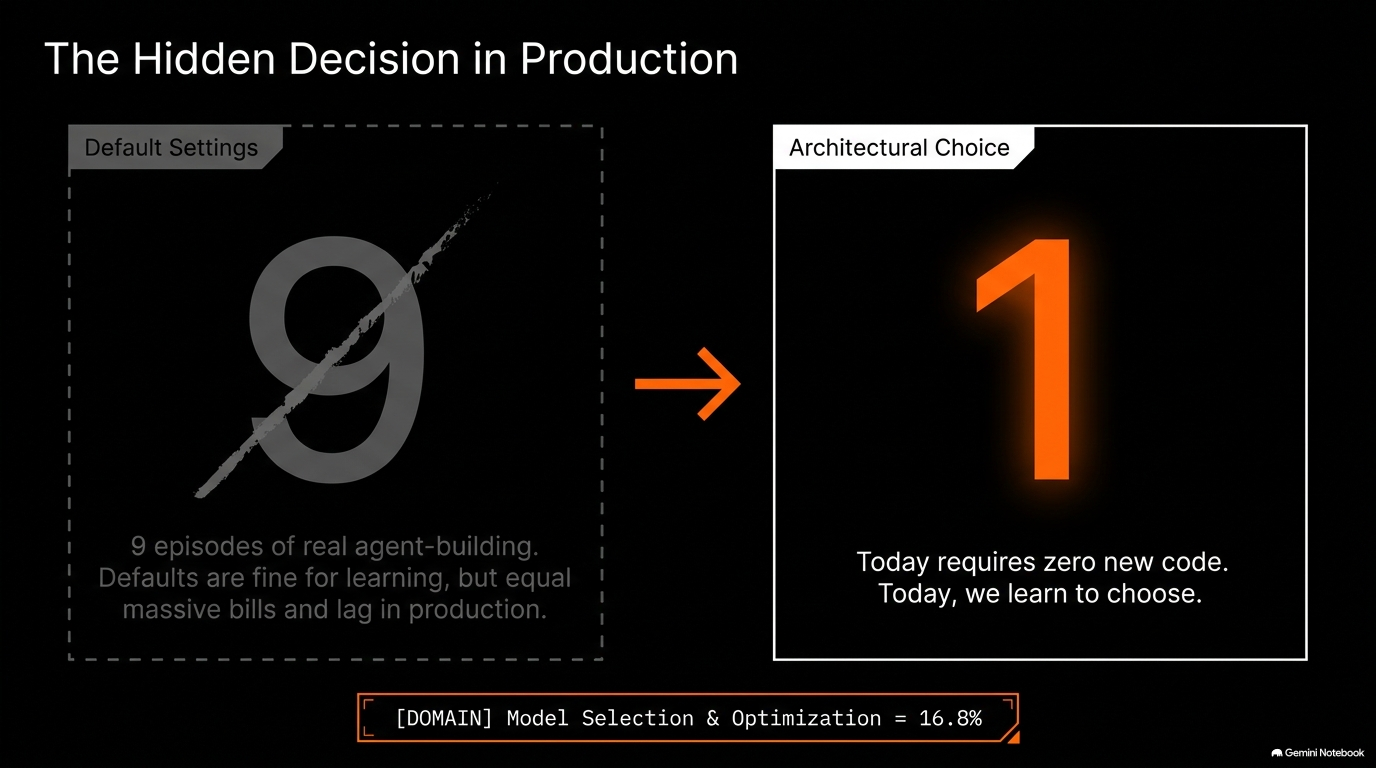 The Hidden Decision in Production
Default Settings
9
9 episodes of real agent-building.
Defaults are fine for learning, but equal
massive bills and lag in production.
Architectural Choice
1
Today requires zero new code.
Today, we learn to choose.
[DOMAIN] Model Selection & Optimization = 16.8%
Gemini Notebook